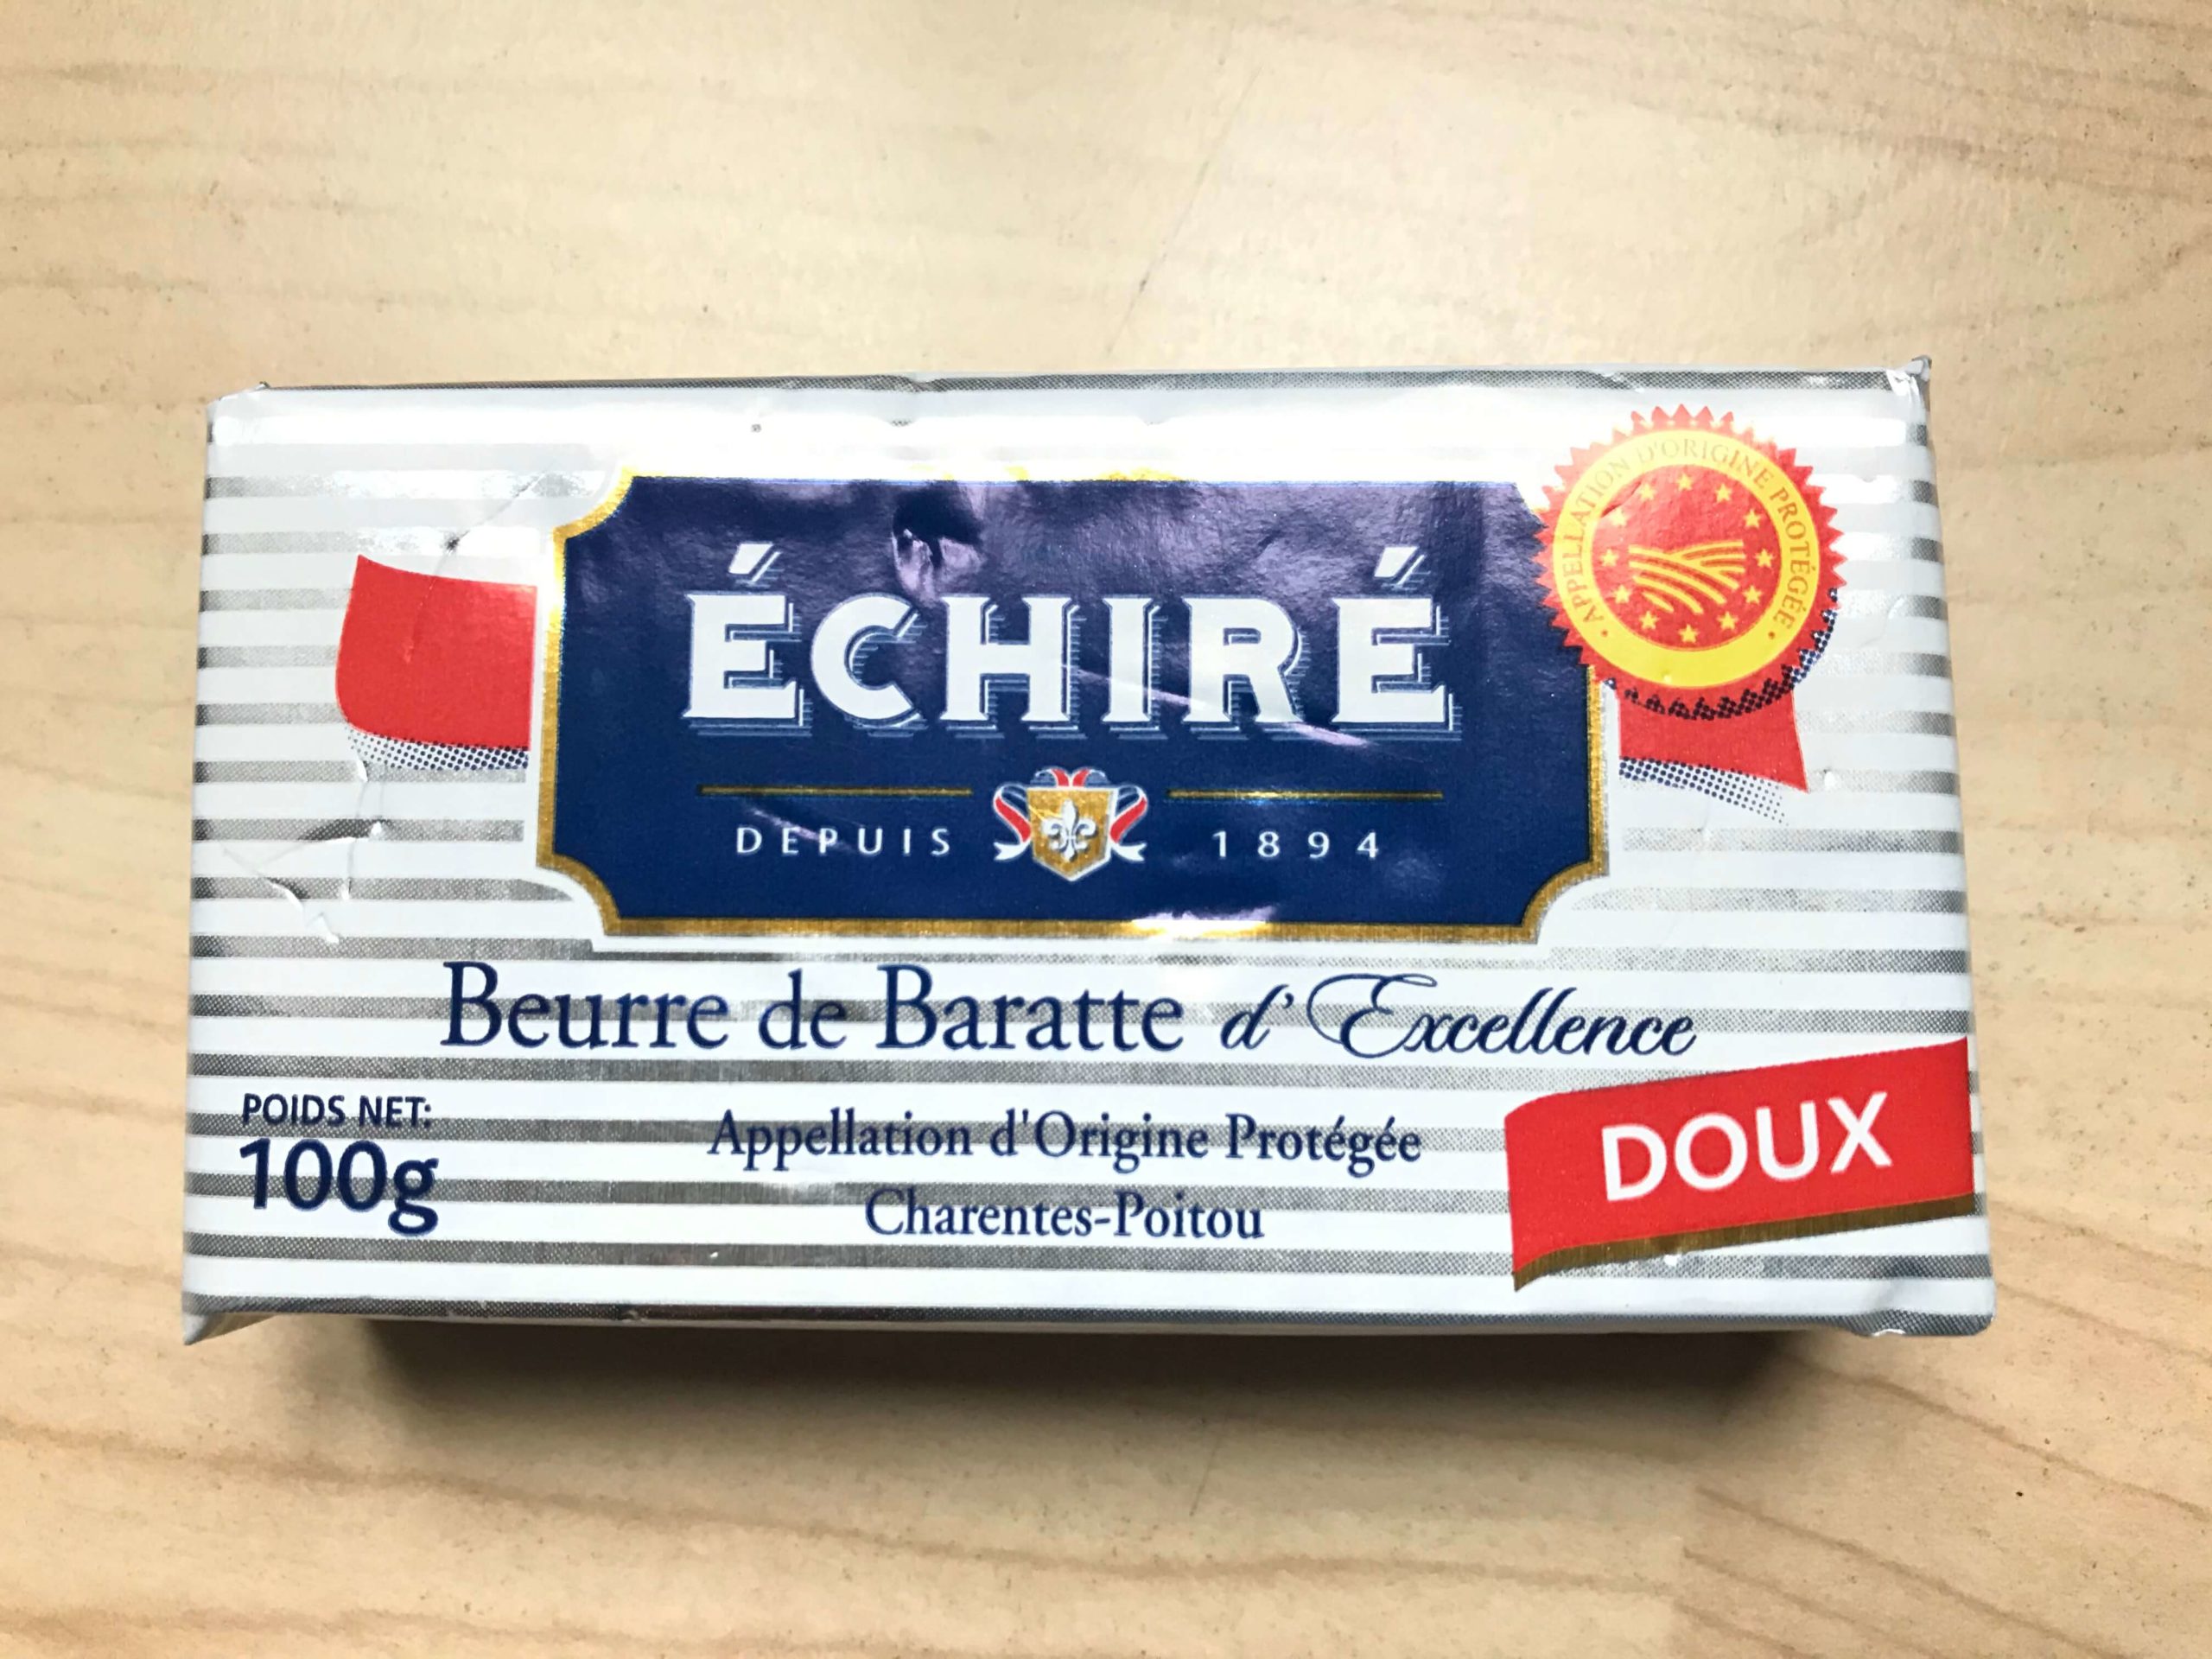 APPELLATION D'ORIGINE PROTÉGÉE
ÉCHIRÉ
DEPUIS 1894
Beurre de Baratte d'Excellence
POIDS NET:
100g
Appellation d'Origine Protégée
Charentes-Poitou
DOUX